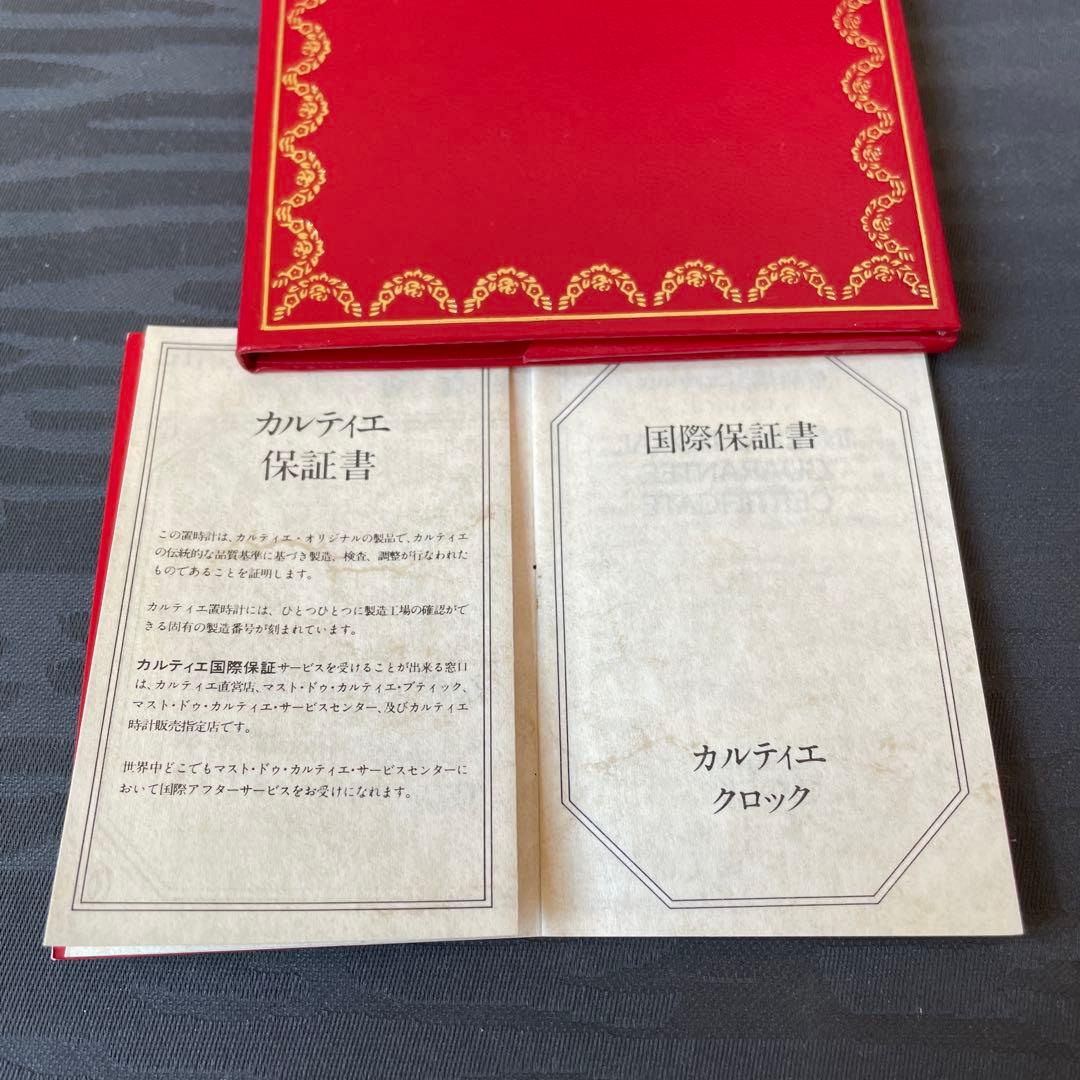 カルティエ
保証書
この置時計は、カルティエ・オリジナルの製品で、カルティエ
の伝統的な品質基準に基づき製造、検査、調整が行なわれた
ものであることを証明します。
カルティエ置時計には、ひとつひとつに製造工場の確認がで
きる固有の製造番号が刻まれています。
カルティエ国際保証サービスを受けることが出来る窓口
は、カルティエ直営店、マスト・ドゥ・カルティエ・ブティック、
マスト・ドゥ・カルティエ・サービスセンター、及びカルティエ
時計販売指定店です。
世界中どこでもマスト・ドゥ・カルティエ・サービスセンターに
おいて国際アフターサービスをお受けになれます。
国際保証書
カルティエ
クロック